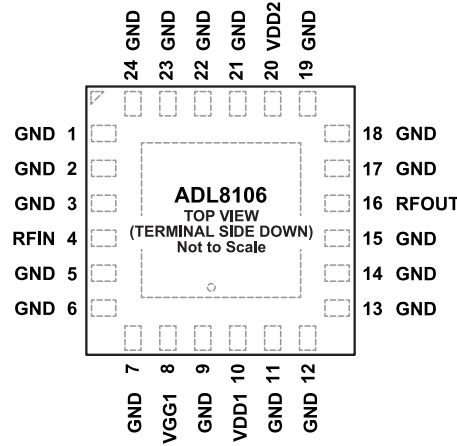 24 GND
23 GND
22 GND
21 GND
20 VDD2
19 GND
GND 1
GND 2
GND 3
RFIN 4
GND 5
GND 6
ADL8106
TOP VIEW
(TERMINAL SIDE DOWN)
Not to Scale
18 GND
17 GND
16 RFOUT
15 GND
14 GND
13 GND
GND 7
VGG1 8
GND 9
VDD1 10
GND 11
GND 12